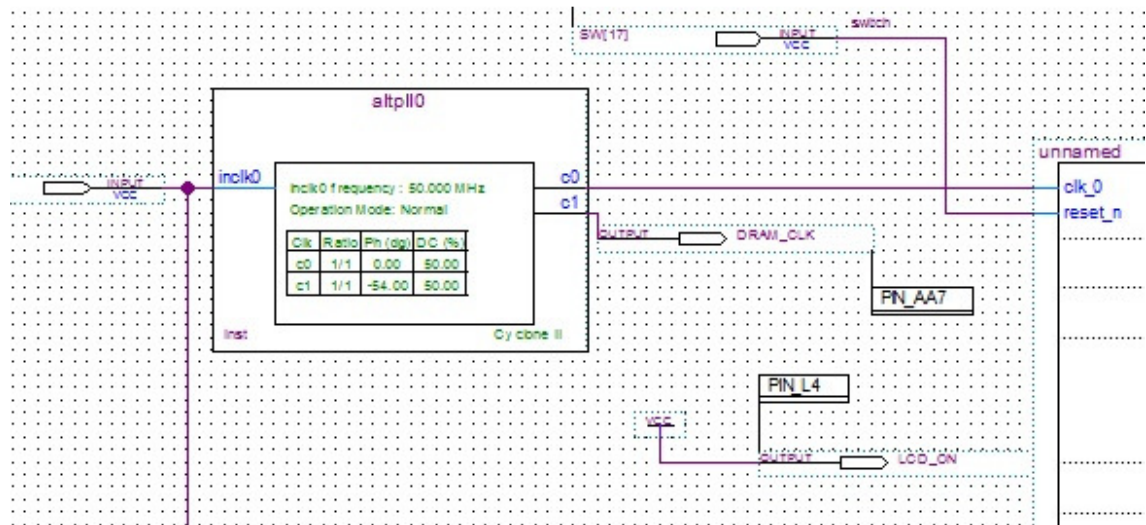 SW[17]
INPUT
VCC
switch
altpll0
unnamed
INPUT
VCC
inclk0
c0
clk_0
inclk0 frequency : 50.000 MHz
Operation Mode: Normal
c1
reset_n
OUTPUT
DRAM_CLK
Clk Ratio Ph (dg) DC (%)
c0 1/1 0.00 50.00
c1 1/1 -54.00 50.00
PIN_AA7
inst
Cyclone II
PIN_L4
VCC
OUTPUT
LCD_ON